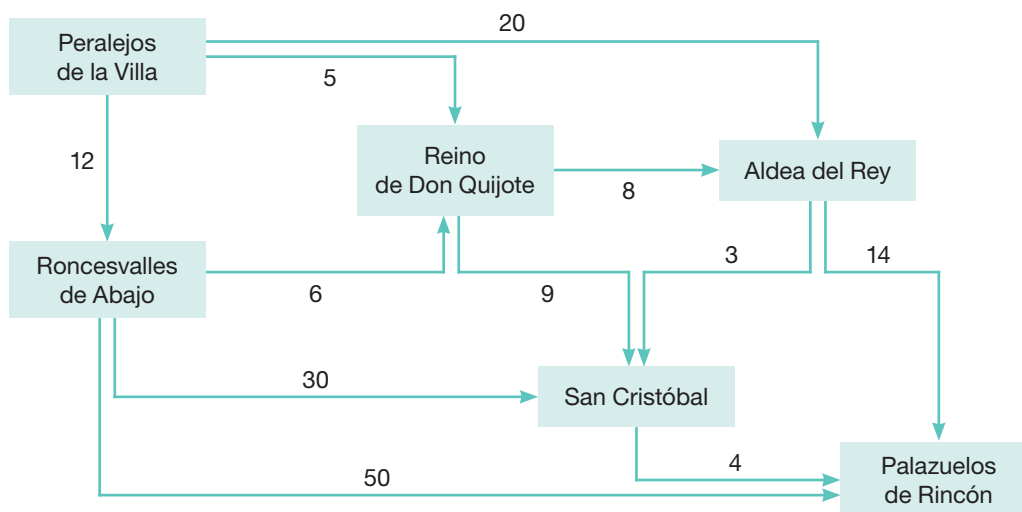 20
Peralejos
de la Villa
5
12
Reino
de Don Quijote
Aldea del Rey
8
Roncesvalles
de Abajo
6
9
3
14
30
San Cristóbal
4
50
Palazuelos
de Rincón